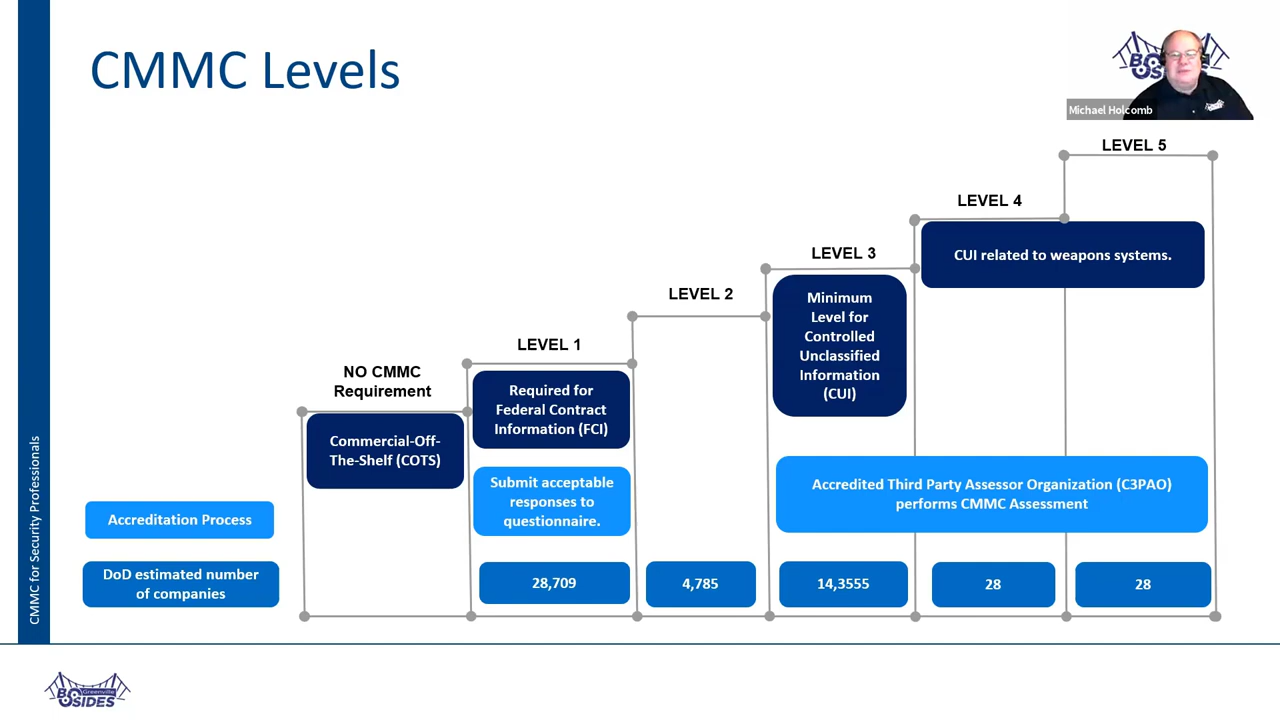 CMMC Levels
Michael Holcomb
LEVEL 5
LEVEL 4
CUI related to weapons systems.
LEVEL 3
Minimum
Level for
Controlled
Unclassified
Information
(CUI)
LEVEL 2
LEVEL 1
Required for
Federal Contract
Information (FCI)
NO CMMC
Requirement
Commercial-Off-
The-Shelf (COTS)
Submit acceptable
responses to
questionnaire.
Accredited Third Party Assessor Organization (C3PAO)
performs CMMC Assessment
Accreditation Process
DoD estimated number
of companies
28,709
4,785
14,3555
28
28
CMMC for Security Professionals
Greenville
BSIDES